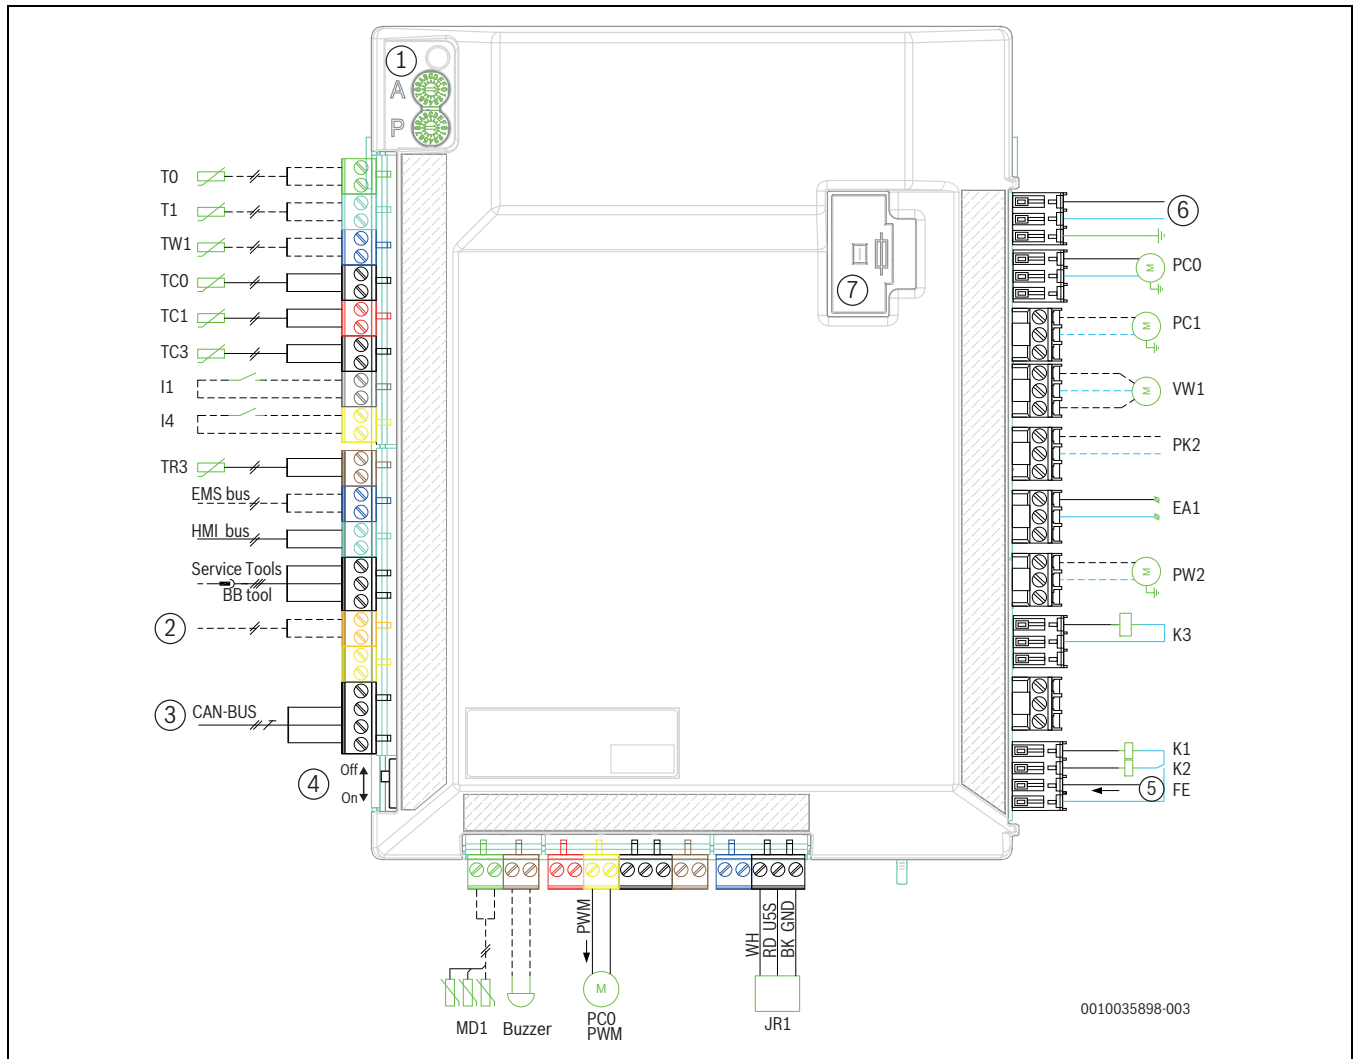 1
A
P
T0
T1
TW1
TC0
TC1
TC3
I1
I4
TR3
EMS bus
HMI bus
Service Tools
BB tool
2
3 CAN-BUS
4
Off
On
7
6
PC0
M
PC1
M
VW1
M
PK2
EA1
PW2
M
K3
K1
K2
5 FE
PWM
WH
RD U5S
BK GND
M
MD1
Buzzer
PC0
PWM
JR1
0010035898-003